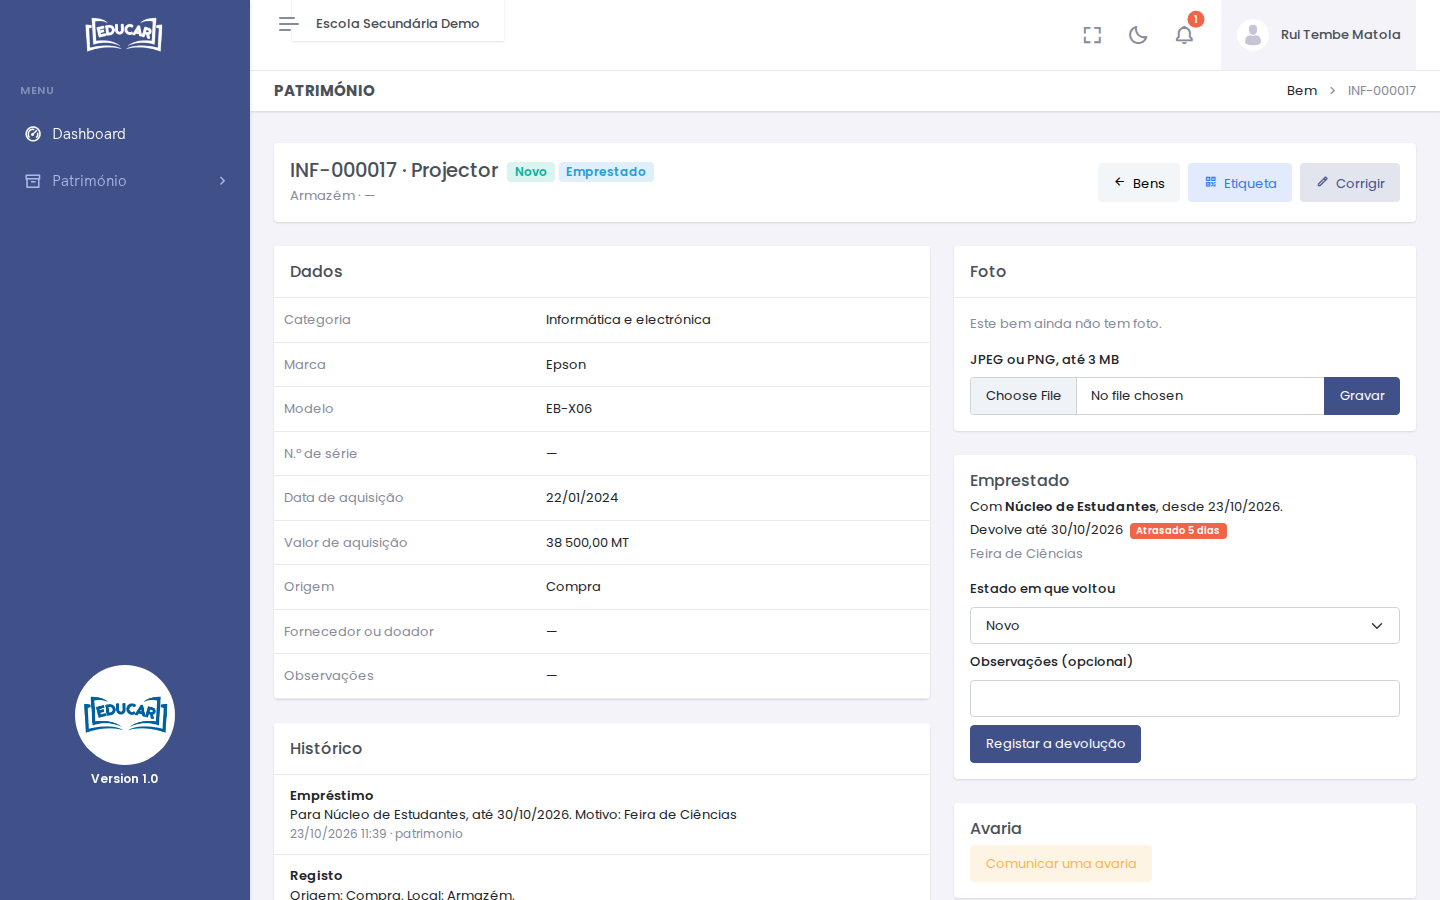 EDUCAR
Escola Secundária Demo
1
Rui Tembe Matola
MENU
Dashboard
Património
PATRIMÓNIO
Bem > INF-000017
INF-000017 · Projector Novo Emprestado
Armazém · —
Bens
Etiqueta
Corrigir
Dados
Categoria Informática e electrónica
Marca Epson
Modelo EB-X06
N.º de série —
Data de aquisição 22/01/2024
Valor de aquisição 38 500,00 MT
Origem Compra
Fornecedor ou doador —
Observações —
Histórico
Empréstimo
Para Núcleo de Estudantes, até 30/10/2026. Motivo: Feira de Ciências
23/10/2026 11:39 · patrimonio
Registo
Origem: Compra. Local: Armazém.
Foto
Este bem ainda não tem foto.
JPEG ou PNG, até 3 MB
Choose File No file chosen Gravar
Emprestado
Com Núcleo de Estudantes, desde 23/10/2026.
Devolve até 30/10/2026 Atrasado 5 dias
Feira de Ciências
Estado em que voltou
Novo
Observações (opcional)
Registar a devolução
Avaria
Comunicar uma avaria
EDUCAR
Version 1.0